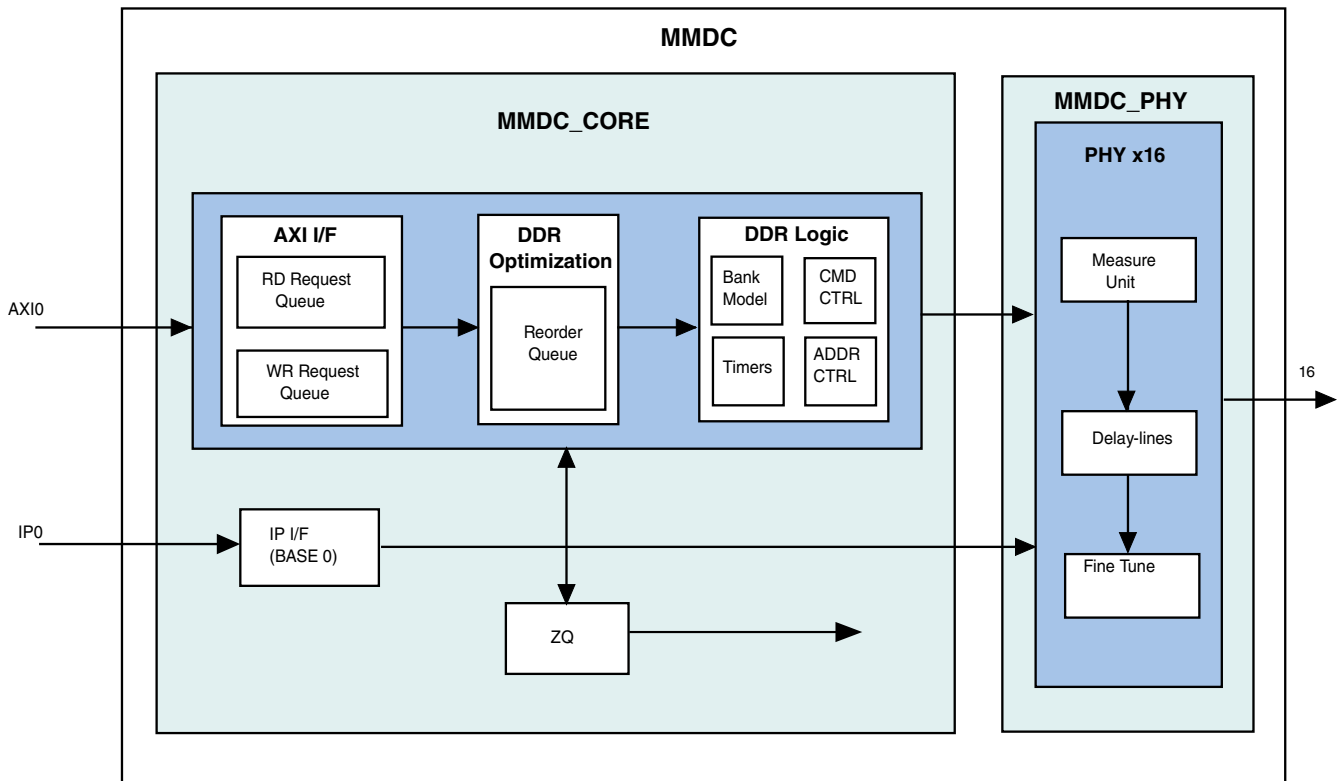 MMDC
MMDC_CORE
MMDC_PHY
PHY x16
AXI I/F
RD Request
Queue
WR Request
Queue
DDR
Optimization
Reorder
Queue
DDR Logic
Bank
Model
CMD
CTRL
Timers
ADDR
CTRL
Measure
Unit
Delay-lines
Fine Tune
AXI0
16
IP0
IP I/F
(BASE 0)
ZQ